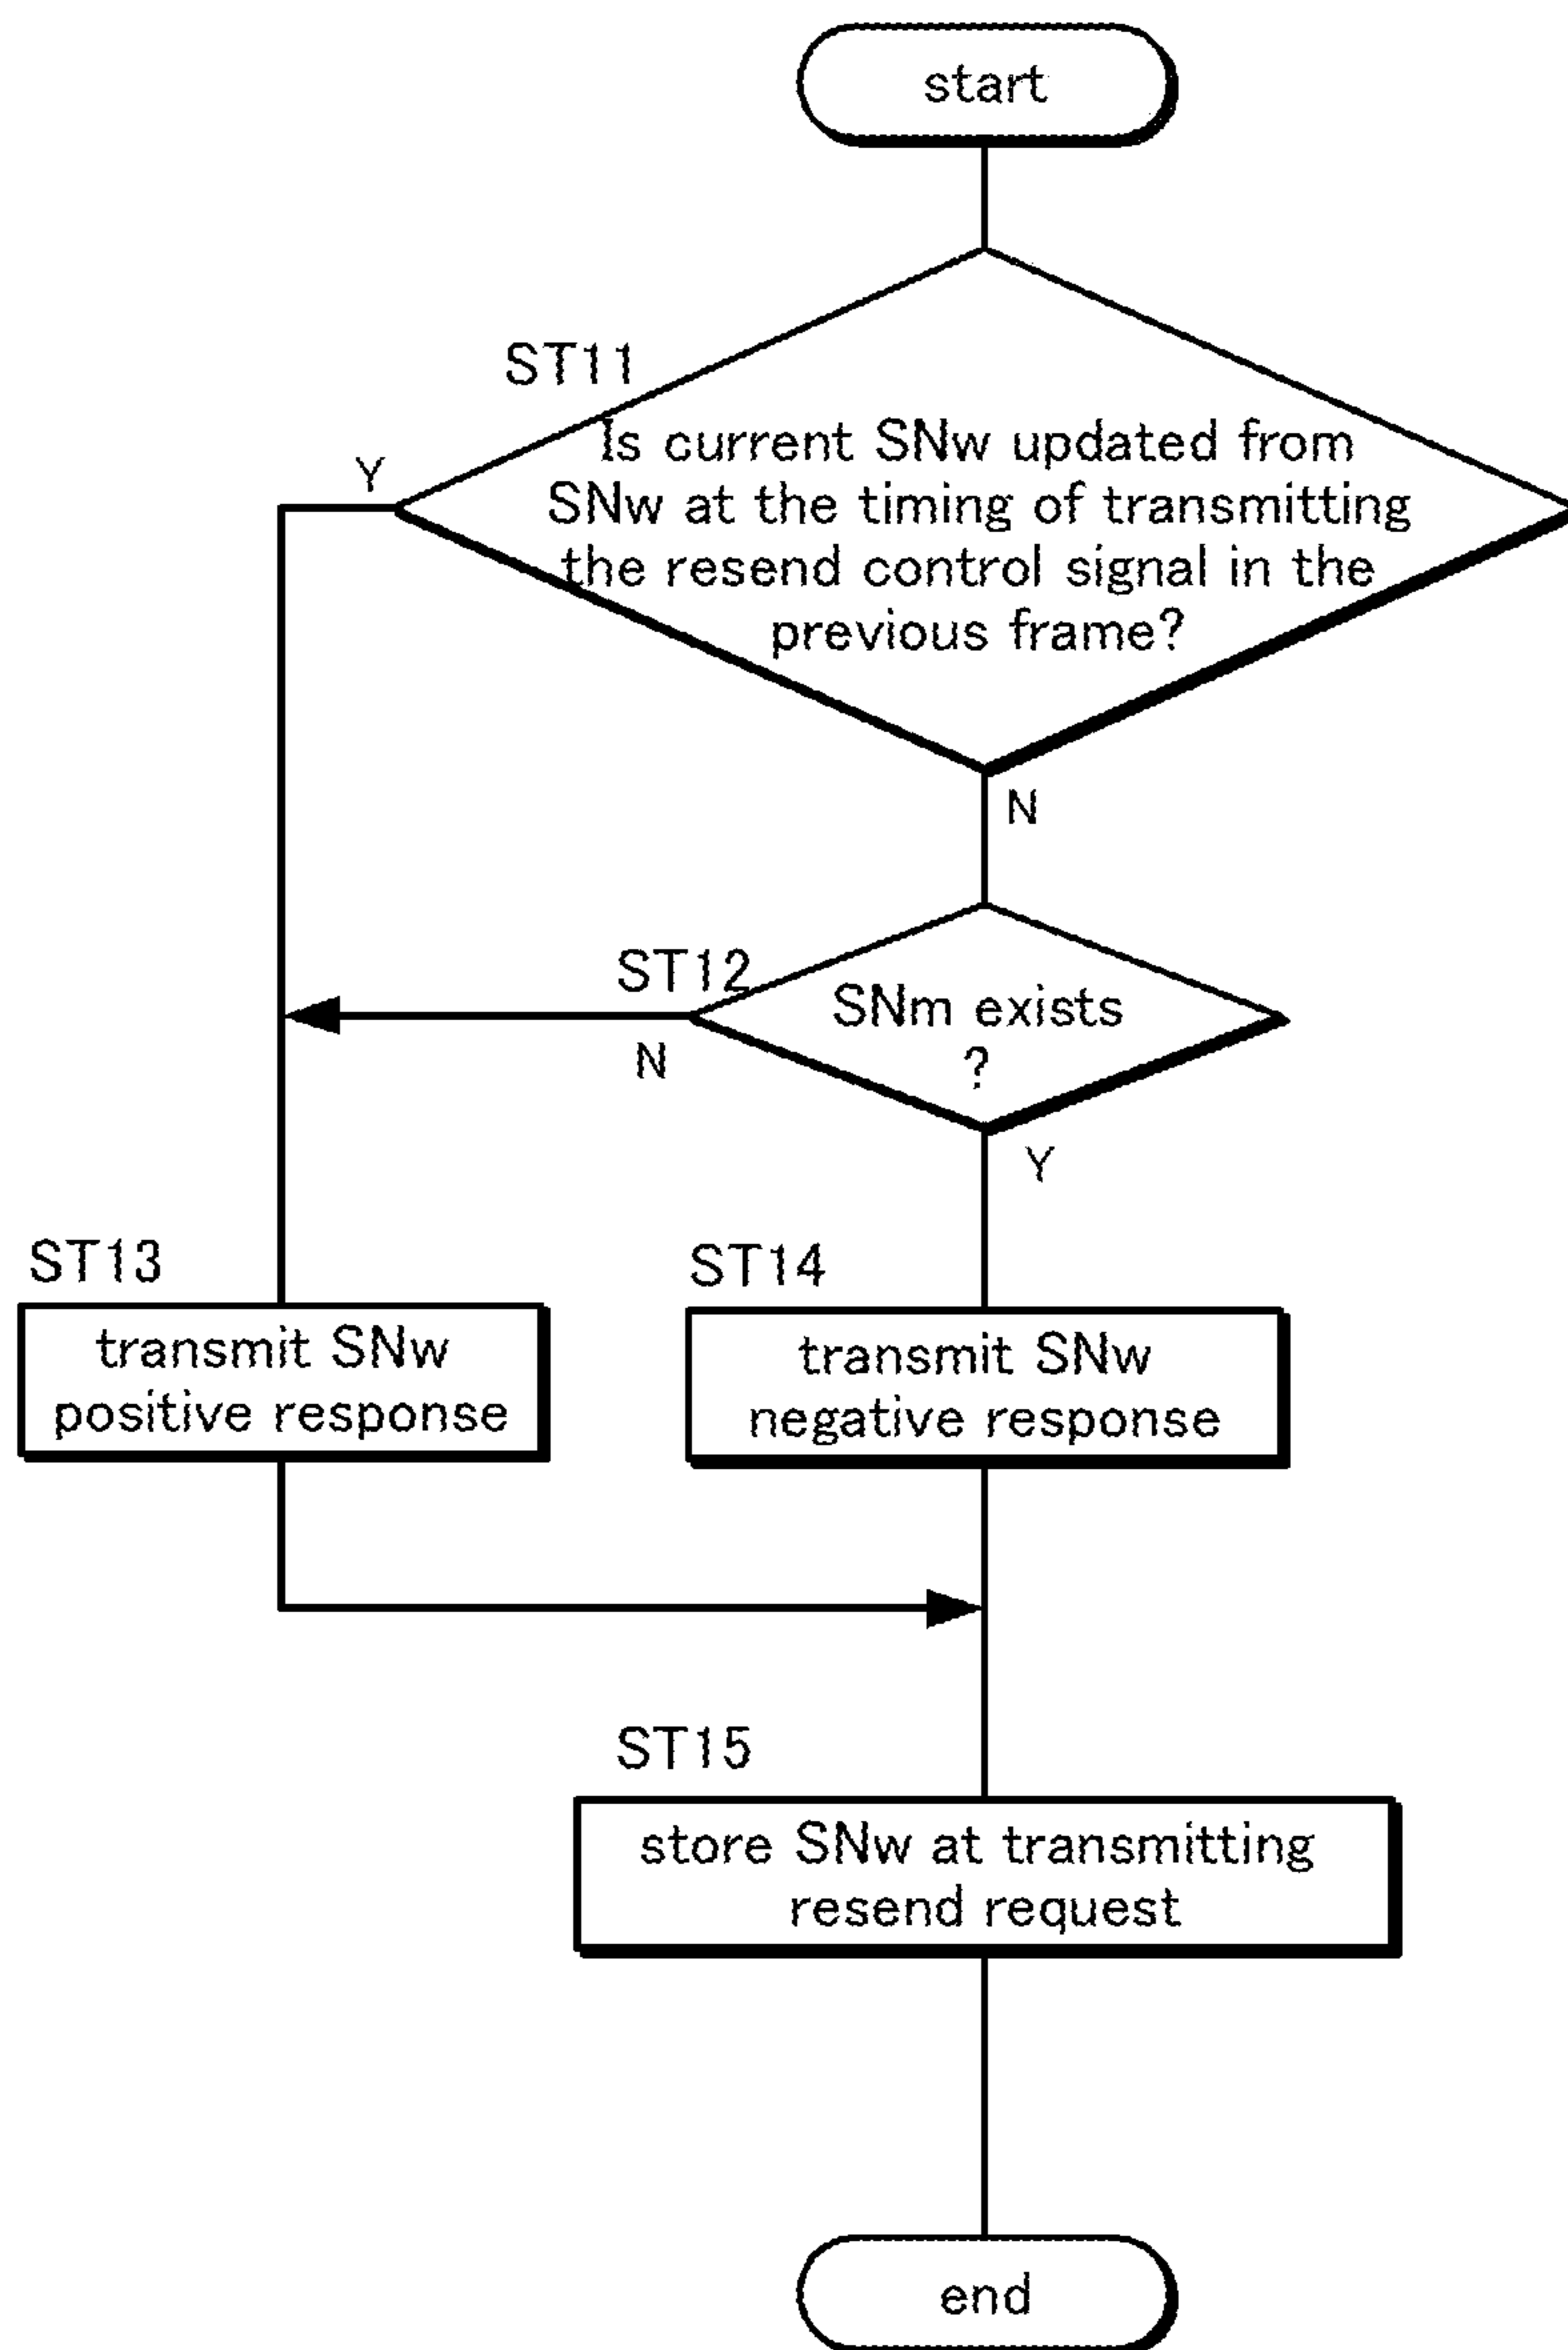 start
ST11
Is current SNw updated from
SNw at the timing of transmitting
the resend control signal in the
previous frame?
Y
N
ST12
SNm exists
?
N
Y
ST13
transmit SNw
positive response
ST14
transmit SNw
negative response
ST15
store SNw at transmitting
resend request
end